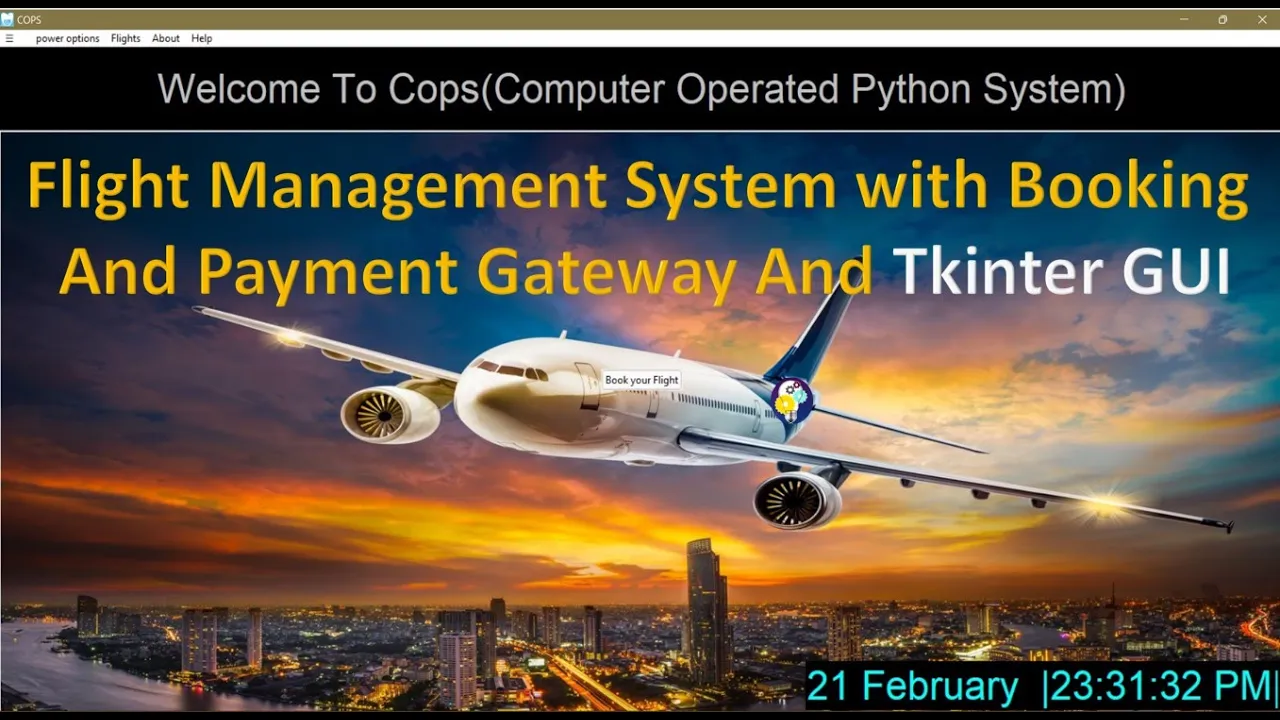 COPS
☰ power options Flights About Help
Welcome To Cops(Computer Operated Python System)
Flight Management System with Booking
And Payment Gateway And Tkinter GUI
Book your Flight
21 February |23:31:32 PM|